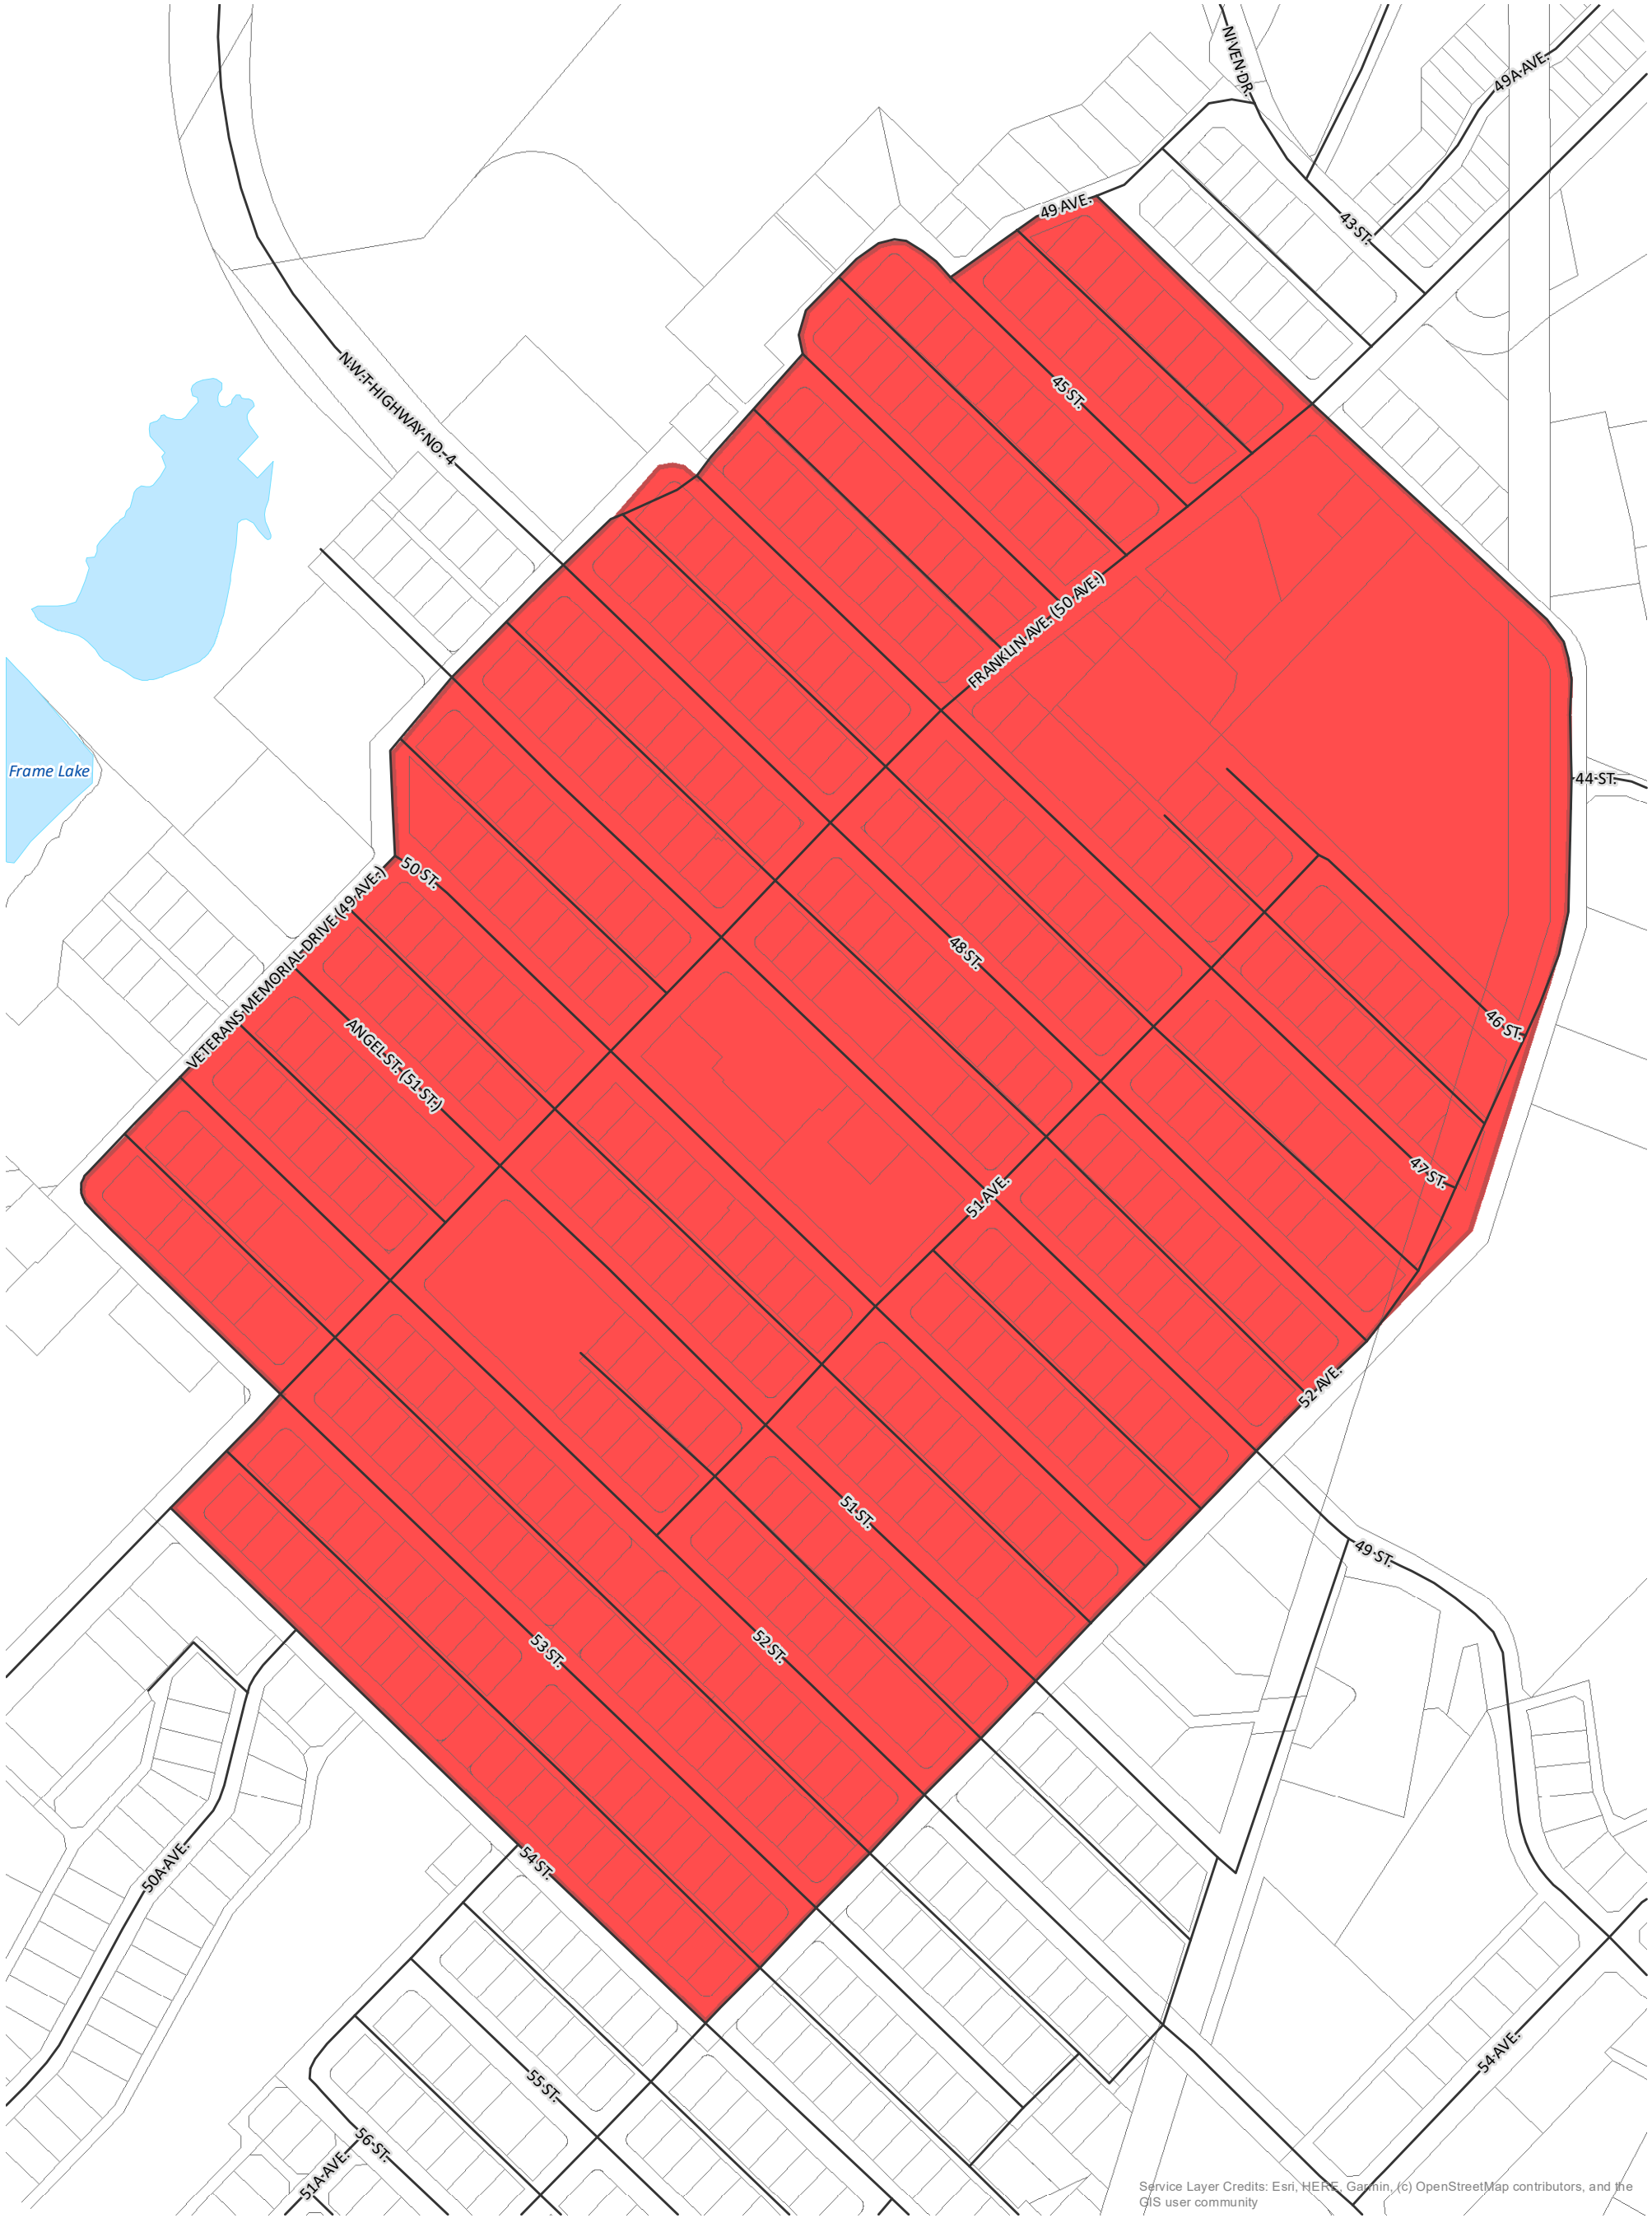 NIVEN DR.
49A AVE.
49 AVE.
43 ST.
N.W.T HIGHWAY NO. 4
45 ST.
FRANKLIN AVE. (50 AVE.)
Frame Lake
44 ST.
50 ST.
VETERANS MEMORIAL DRIVE (49 AVE.)
48 ST.
46 ST.
ANGEL ST. (51 ST.)
47 ST.
51 AVE.
52 AVE.
51 ST.
49 ST.
53 ST.
52 ST.
50A AVE.
54 ST.
54 AVE.
55 ST.
56 ST.
51A AVE.
Service Layer Credits: Esri, HERE, Garmin, (c) OpenStreetMap contributors, and the
GIS user community